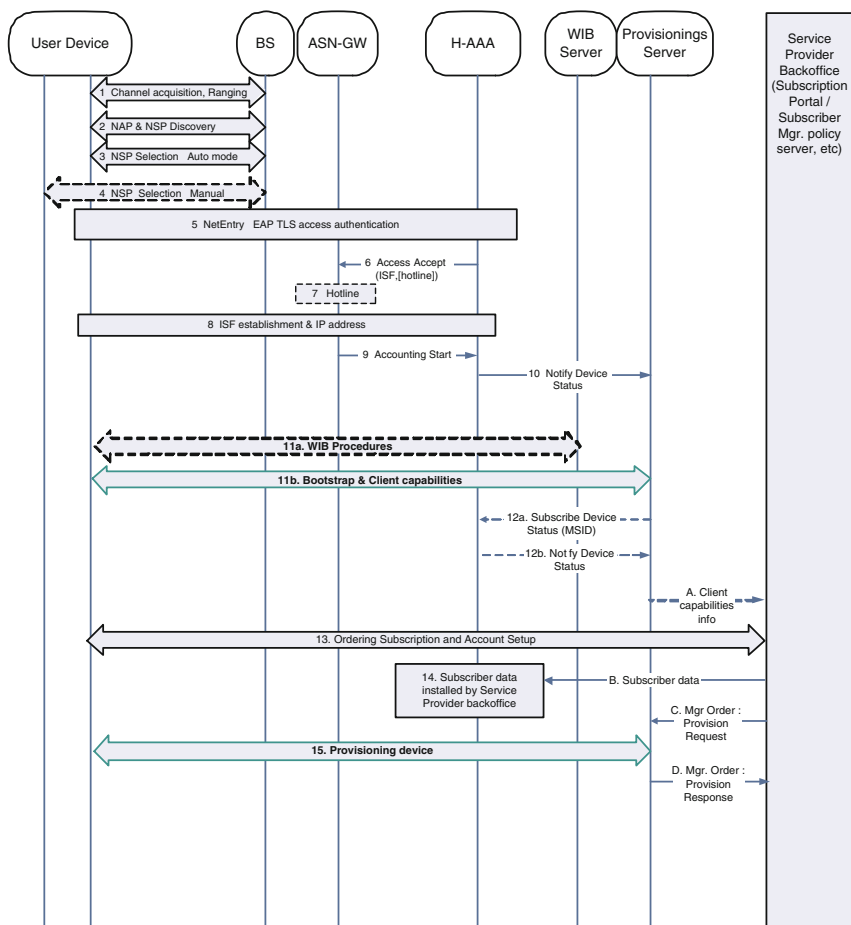 User Device
BS
ASN-GW
H-AAA
WIB
Server
Provisionings
Server
Service
Provider
Backoffice
(Subscription
Portal /
Subscriber
Mgr. policy
server, etc)
1 Channel acquisition, Ranging
2 NAP & NSP Discovery
3 NSP Selection Auto mode
4 NSP Selection Manual
5 NetEntry EAP TLS access authentication
6 Access Accept
(ISF,[hotline])
7 Hotline
8 ISF establishment & IP address
9 Accounting Start
10 Notify Device
Status
11a. WIB Procedures
11b. Bootstrap & Client capabilities
12a. Subscribe Device
Status (MSID)
12b. Not fy Device
Status
A. Client
capabilities
info
13. Ordering Subscription and Account Setup
14. Subscriber data
installed by Service
Provider backoffice
B. Subscriber data
C. Mgr Order :
Provision
Request
15. Provisioning device
D. Mgr. Order :
Provision
Response